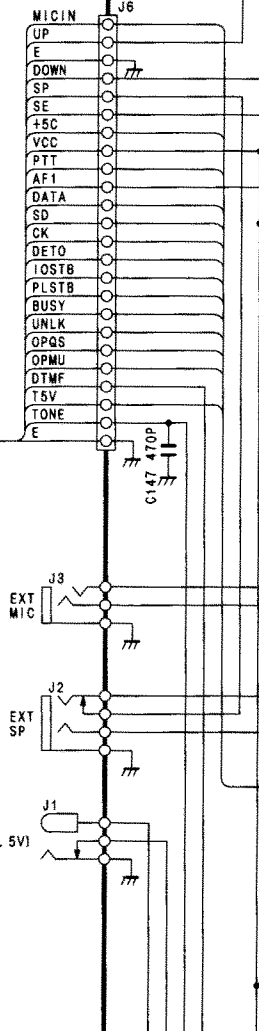 J6
MICIN
UP
E
DOWN
SP
SE
+5C
VCC
PTT
AF1
DATA
SD
CK
DETO
IOSTB
PLSTB
BUSY
UNLK
OPQS
OPMU
DTMF
T5V
TONE
E
C147 470P
J3
EXT
MIC
J2
EXT
SP
J1
5V)